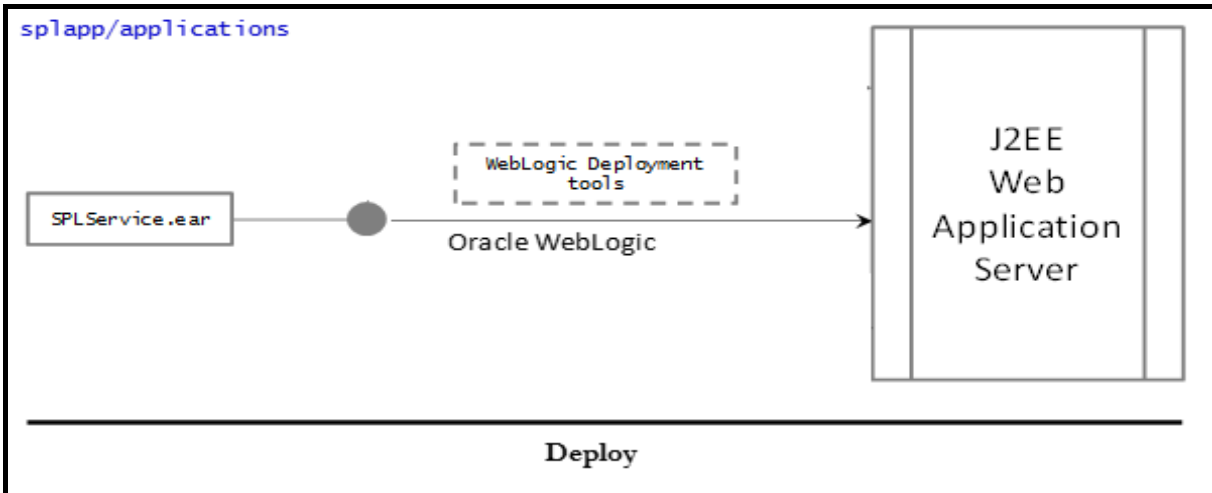 splapp/applications
WebLogic Deployment
tools
SPLService.ear
Oracle WebLogic
J2EE
Web
Application
Server
Deploy